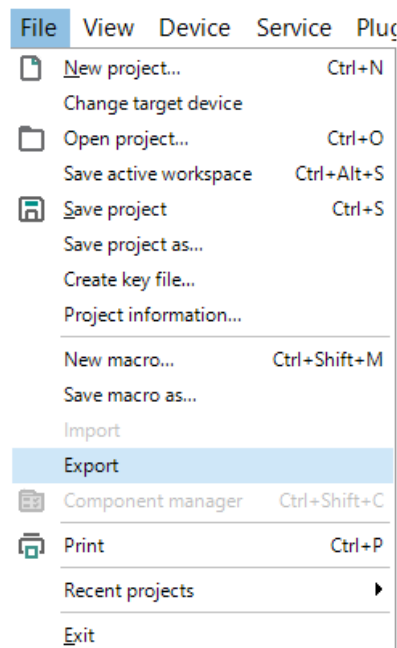 File View Device Service Plug
New project... Ctrl+N
Change target device
Open project... Ctrl+O
Save active workspace Ctrl+Alt+S
Save project Ctrl+S
Save project as...
Create key file...
Project information...
New macro... Ctrl+Shift+M
Save macro as...
Import
Export
Component manager Ctrl+Shift+C
Print Ctrl+P
Recent projects
Exit